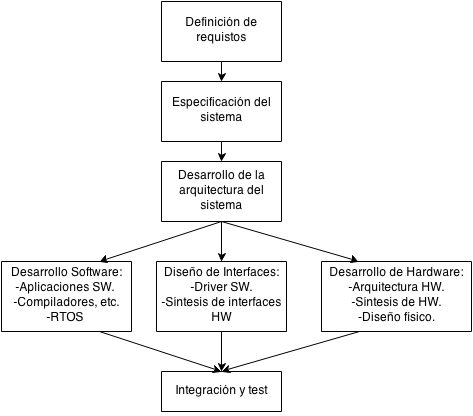 Definición de
requistos
Especificación del
sistema
Desarrollo de la
arquitectura del
sistema
Desarrollo Software:
-Aplicaciones SW.
-Compiladores, etc.
-RTOS
Diseño de Interfaces:
-Driver SW.
-Sintesis de interfaces
HW
Desarrollo de Hardware:
-Arquitectura HW.
-Sintesis de HW.
-Diseño fisico.
Integración y test